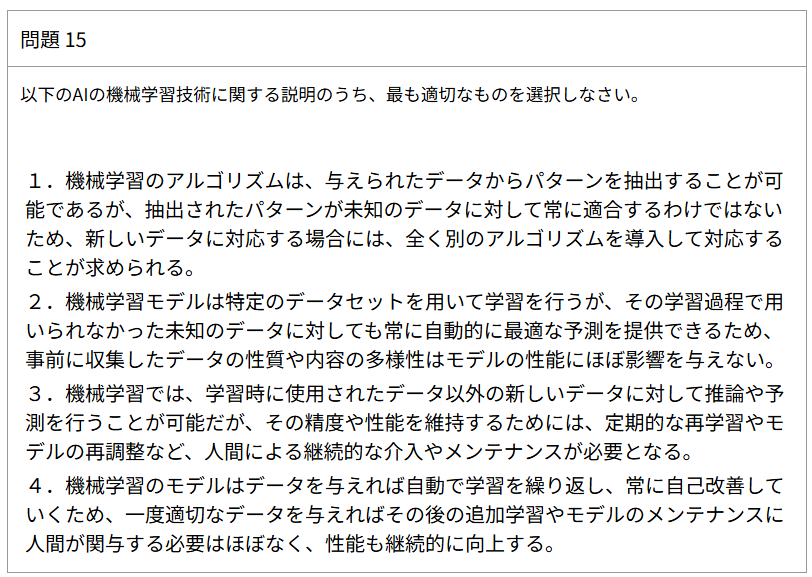 問題 15
以下のAIの機械学習技術に関する説明のうち、最も適切なものを選択しなさい。
１．機械学習のアルゴリズムは、与えられたデータからパターンを抽出することが可
能であるが、抽出されたパターンが未知のデータに対して常に適合するわけではない
ため、新しいデータに対応する場合には、全く別のアルゴリズムを導入して対応する
ことが求められる。
２．機械学習モデルは特定のデータセットを用いて学習を行うが、その学習過程で用
いられなかった未知のデータに対しても常に自動的に最適な予測を提供できるため、
事前に収集したデータの性質や内容の多様性はモデルの性能にほぼ影響を与えない。
３．機械学習では、学習時に使用されたデータ以外の新しいデータに対して推論や予
測を行うことが可能だが、その精度や性能を維持するためには、定期的な再学習やモ
デルの再調整など、人間による継続的な介入やメンテナンスが必要となる。
４．機械学習のモデルはデータを与えれば自動で学習を繰り返し、常に自己改善して
いくため、一度適切なデータを与えればその後の追加学習やモデルのメンテナンスに
人間が関与する必要はほぼなく、性能も継続的に向上する。